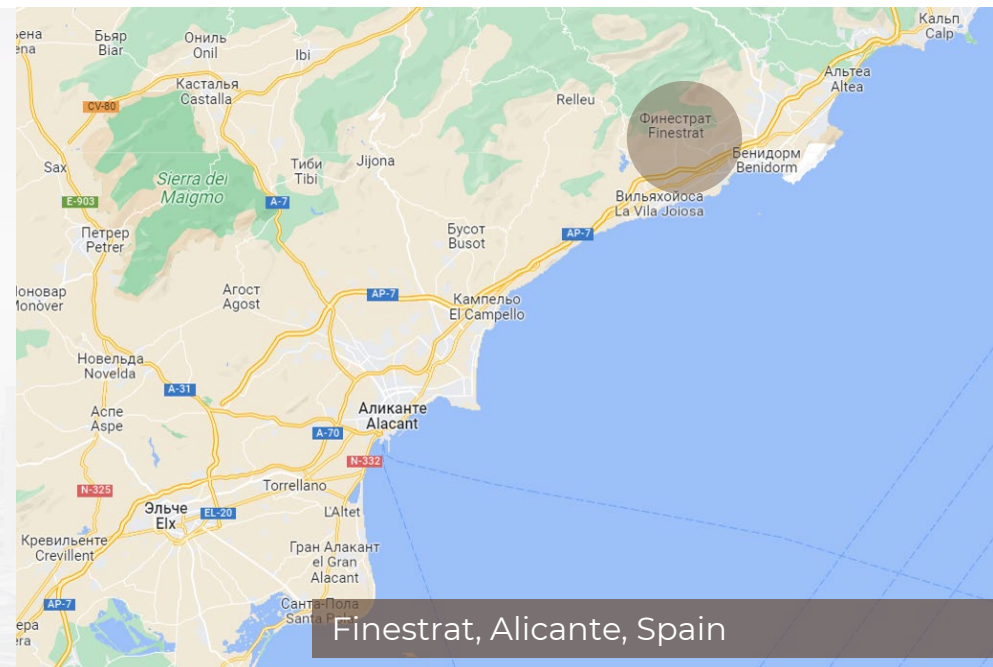 Кальп
Calp
Бьяр
Biar
Ониль
Onil
Ibi
Альтеа
Altea
Касталья
Castalla
CV-80
Relleu
Финестрат
Finestrat
Бенидорм
Benidorm
Sax
Тиби
Tibi
Jijona
Sierra del
Maigmo
E-903
A-7
Вильяхойоса
La Vila Joiosa
Петрер
Petrer
Бусот
Busot
AP-7
Агост
Agost
AP-7
Кампельо
El Campello
Новельда
Novelda
A-31
Аспе
Aspe
Аликанте
Alacant
A-70
N-332
N-325
Torrellano
Эльче
Elx
EL-20
L'Altet
Кревильенте
Crevillent
Гран Алакант
el Gran
Alacant
AP-7
Санта-Пола
Santa
Finestrat, Alicante, Spain